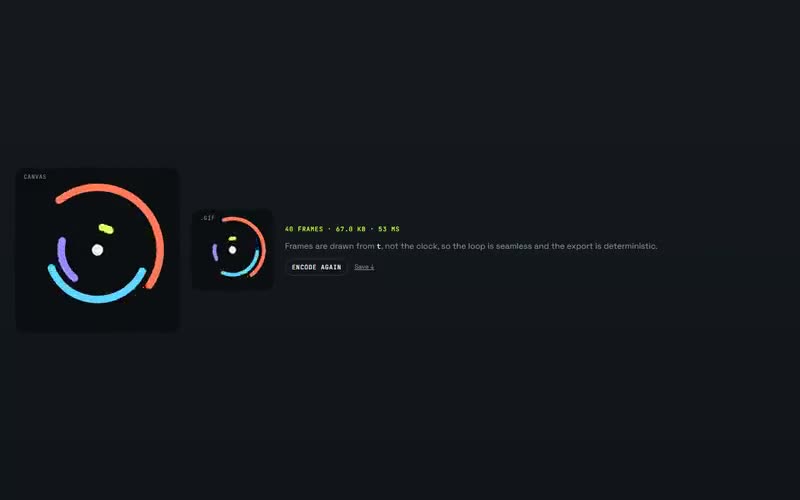 CANVAS
.GIF
40 FRAMES · 67.0 KB · 53 MS
Frames are drawn from t, not the clock, so the loop is seamless and the export is deterministic.
ENCODE AGAIN
Save ↓